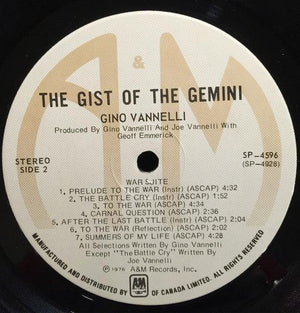 &
A&M
THE GIST OF THE GEMINI
GINO VANNELLI
Produced By Gino Vannelli And Joe Vannelli With
Geoff Emmerick
STEREO
SIDE 2
SP-4596
(SP-4928)
WAR SUITE
1. PRELUDE TO THE WAR (Instr) (ASCAP) 4:32
2. THE BATTLE CRY (Instr) (ASCAP) 1:52
3. TO THE WAR (ASCAP) 4:34
4. CARNAL QUESTION (ASCAP) 2:36
5. AFTER THE LAST BATTLE (Instr) (ASCAP) 2:51
6. TO THE WAR (Reflection) (ASCAP) 2:02
7. SUMMERS OF MY LIFE (ASCAP) 4:28
All Selections Written By Gino Vannelli
Except "The Battle Cry" Written By
Joe Vannelli
℗ 1976 A&M Records, Inc.
MANUFACTURED AND DISTRIBUTED BY A&M RECORDS OF CANADA LIMITED. ALL RIGHTS RESERVED.